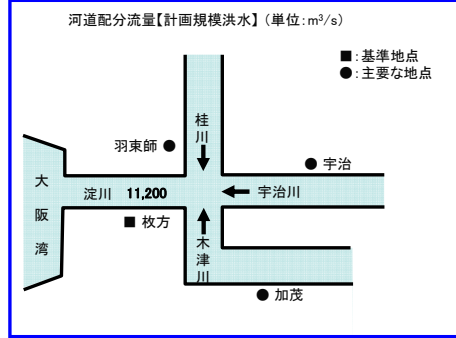 河道配分流量【計画規模洪水】(単位:m³/s)
■:基準地点
●:主要な地点
桂川
羽束師 ●
● 宇治
大阪湾
淀川 11,200
宇治川
■ 枚方
木津川
● 加茂